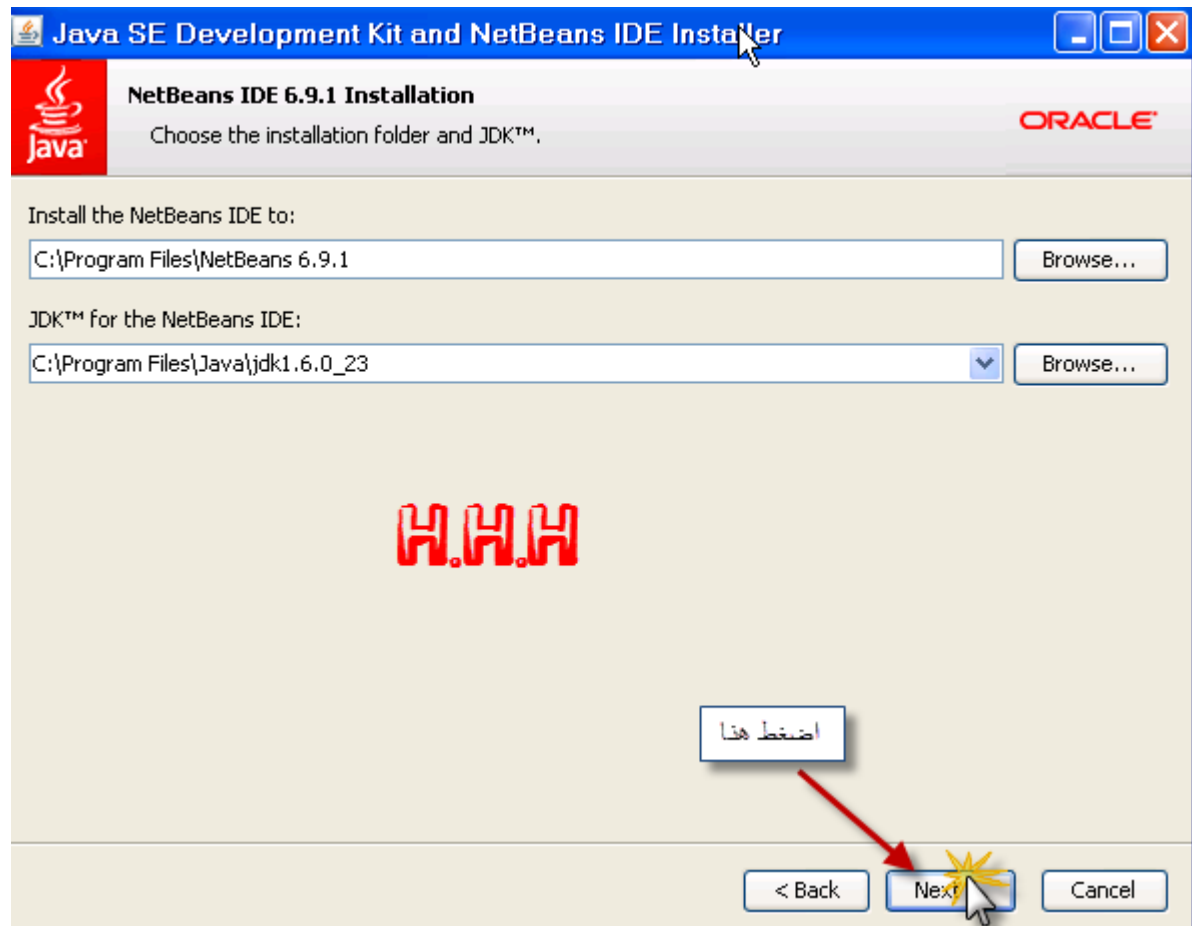 Java SE Development Kit and NetBeans IDE Installer
Java
NetBeans IDE 6.9.1 Installation
Choose the installation folder and JDK™.
ORACLE
Install the NetBeans IDE to:
C:\Program Files\NetBeans 6.9.1
Browse...
JDK™ for the NetBeans IDE:
C:\Program Files\Java\jdk1.6.0_23
Browse...
H.H.H
اضغط هنا
< Back
Next
Cancel